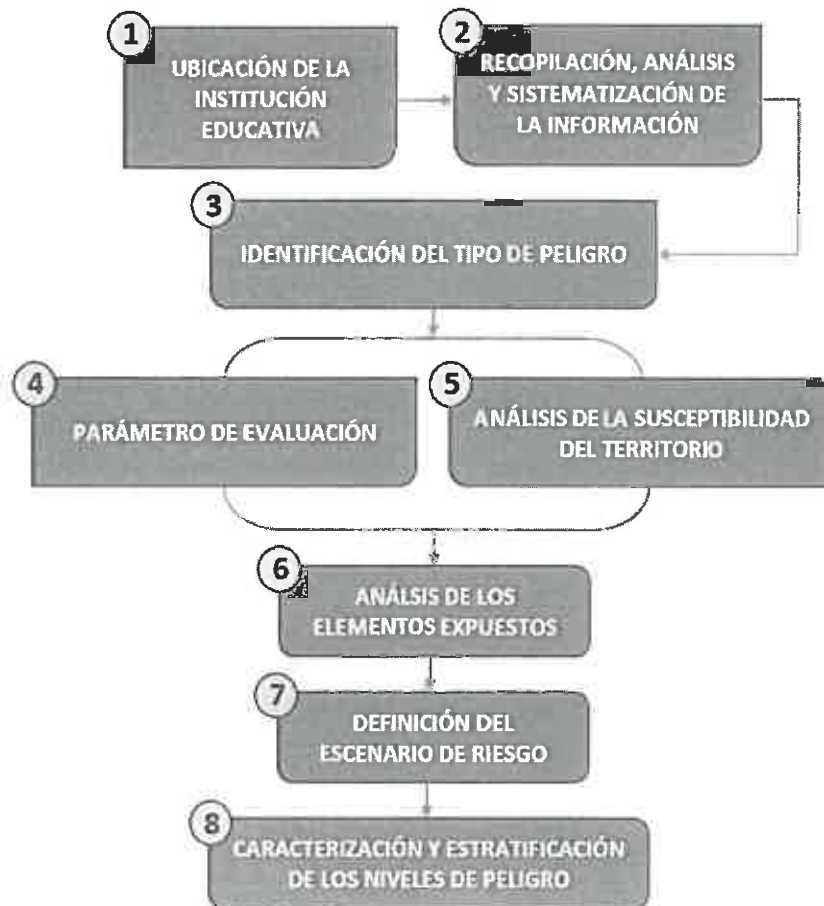 1
UBICACIÓN DE LA
INSTITUCIÓN
EDUCATIVA
2
RECOPILACIÓN, ANÁLISIS
Y SISTEMATIZACIÓN DE
LA INFORMACIÓN
3
IDENTIFICACIÓN DEL TIPO DE PELIGRO
4
PARÁMETRO DE EVALUACIÓN
5
ANÁLISIS DE LA SUSCEPTIBILIDAD
DEL TERRITORIO
6
ANÁLSIS DE LOS
ELEMENTOS EXPUESTOS
7
DEFINICIÓN DEL
ESCENARIO DE RIESGO
8
CARACTERIZACIÓN Y ESTRATIFICACIÓN
DE LOS NIVELES DE PELIGRO